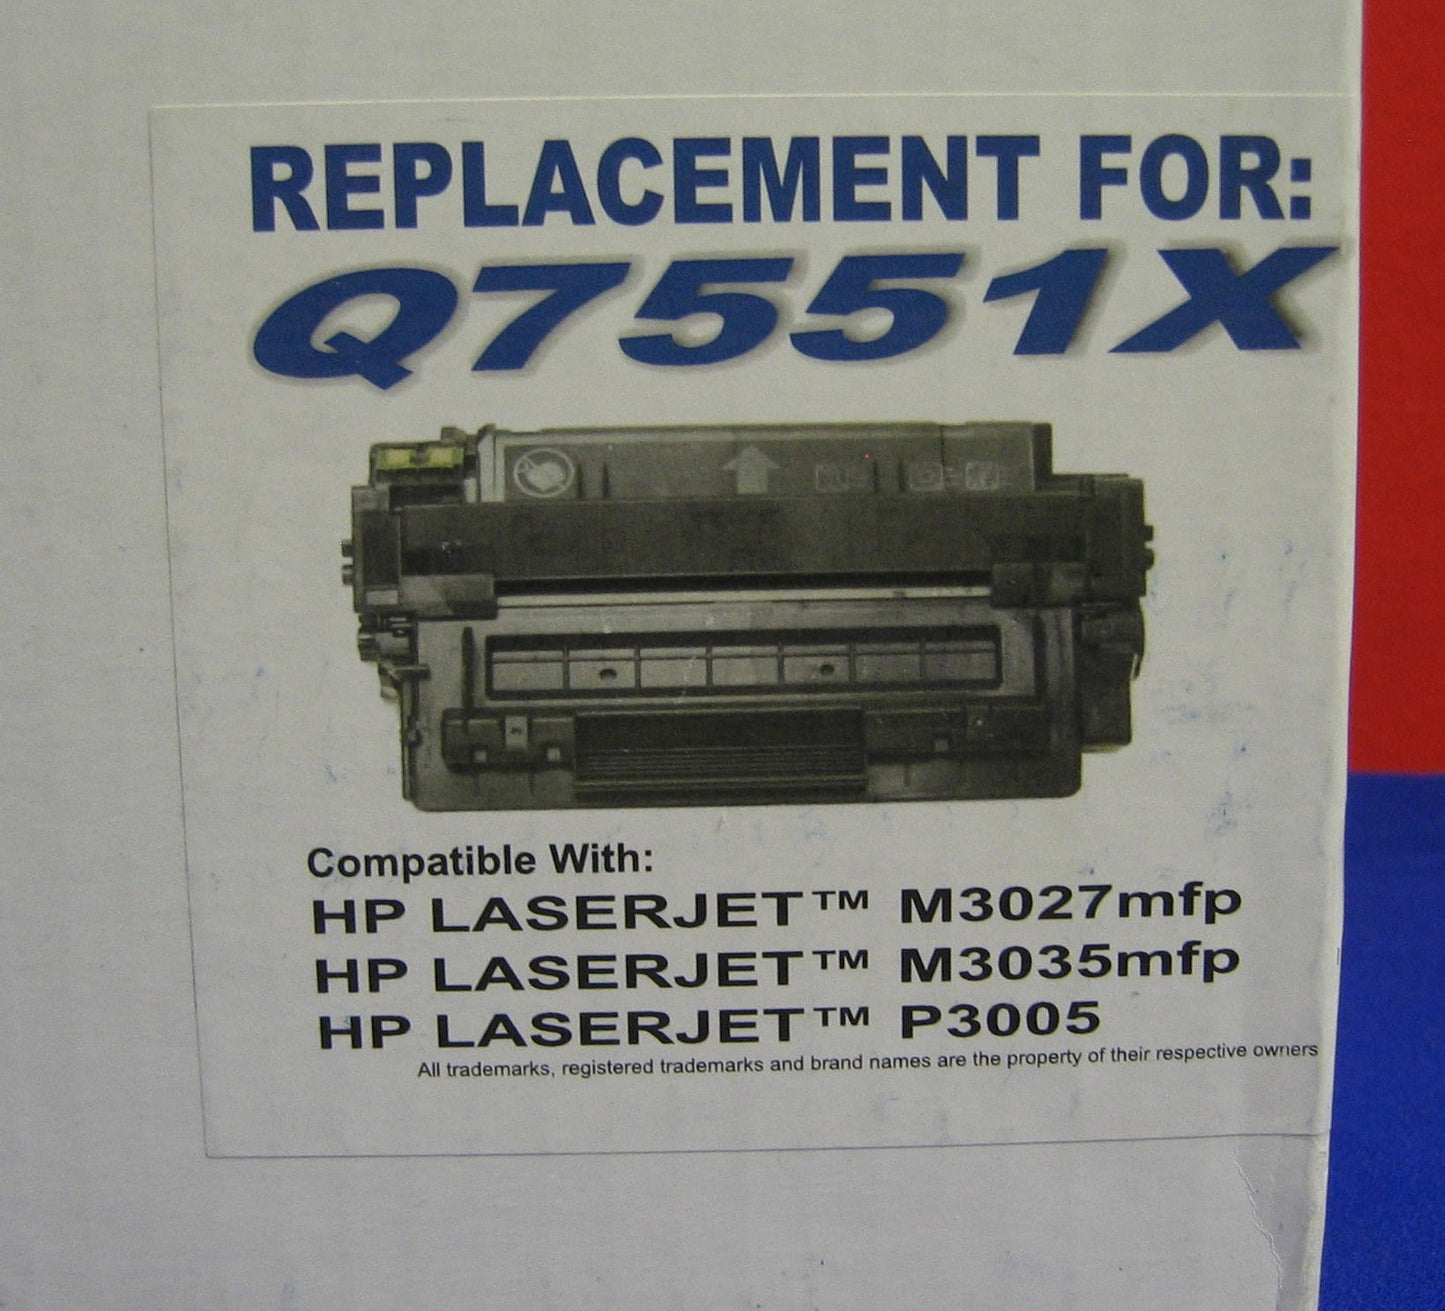 REPLACEMENT FOR:
Q7551X
Compatible With:
HP LASERJET™ M3027mfp
HP LASERJET™ M3035mfp
HP LASERJET™ P3005
All trademarks, registered trademarks and brand names are the property of their respective owners